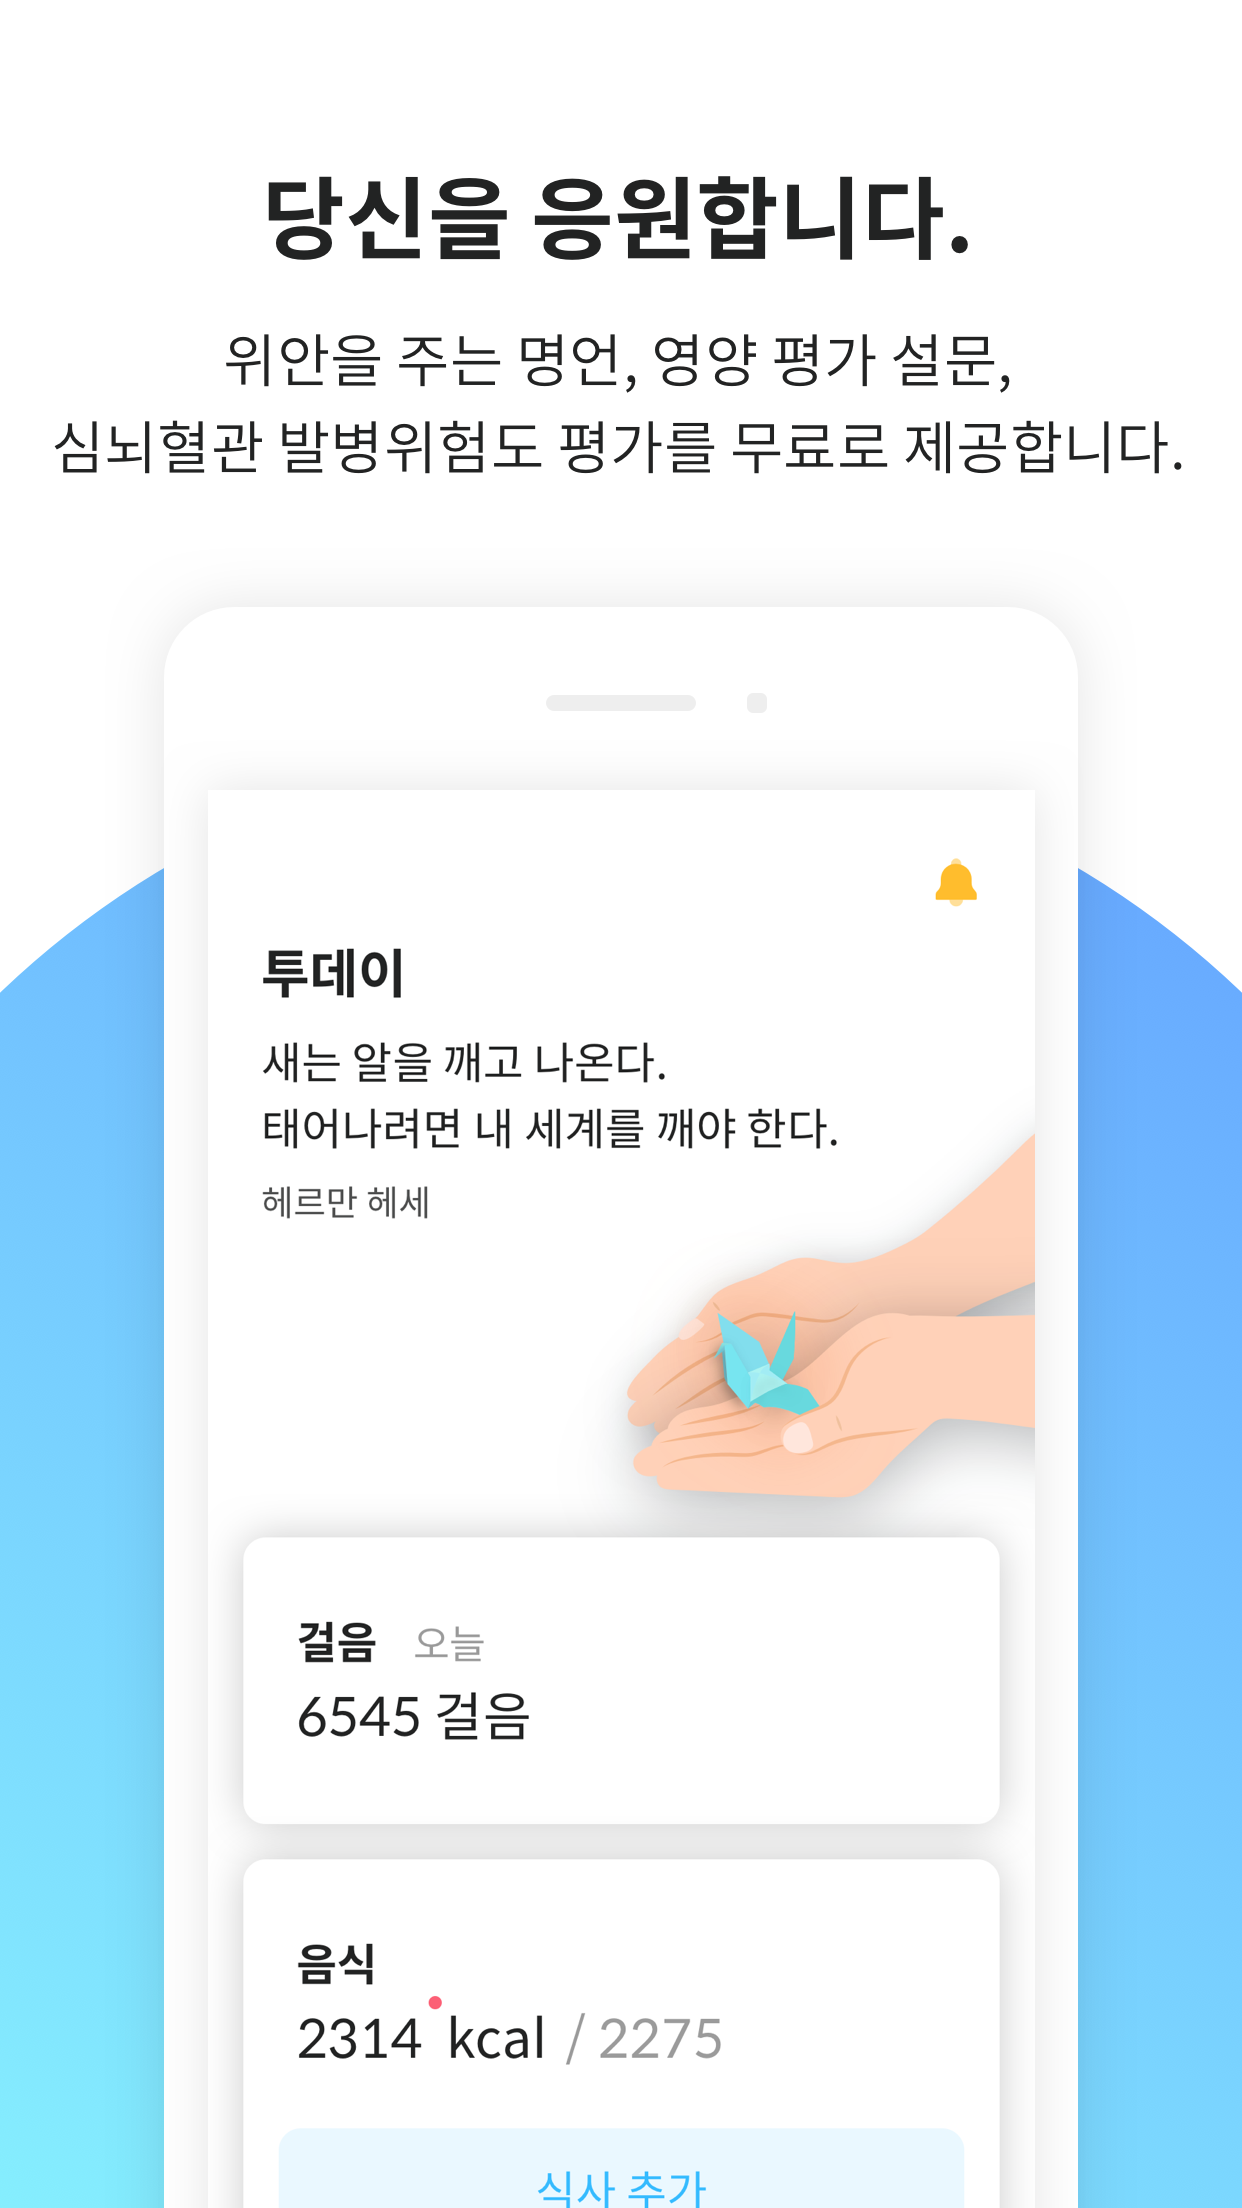 당신을 응원합니다.
위안을 주는 명언, 영양 평가 설문,
심뇌혈관 발병위험도 평가를 무료로 제공합니다.
투데이
새는 알을 깨고 나온다.
태어나려면 내 세계를 깨야 한다.
헤르만 헤세
걸음 오늘
6545 걸음
음식
2314 kcal / 2275
식사 추가